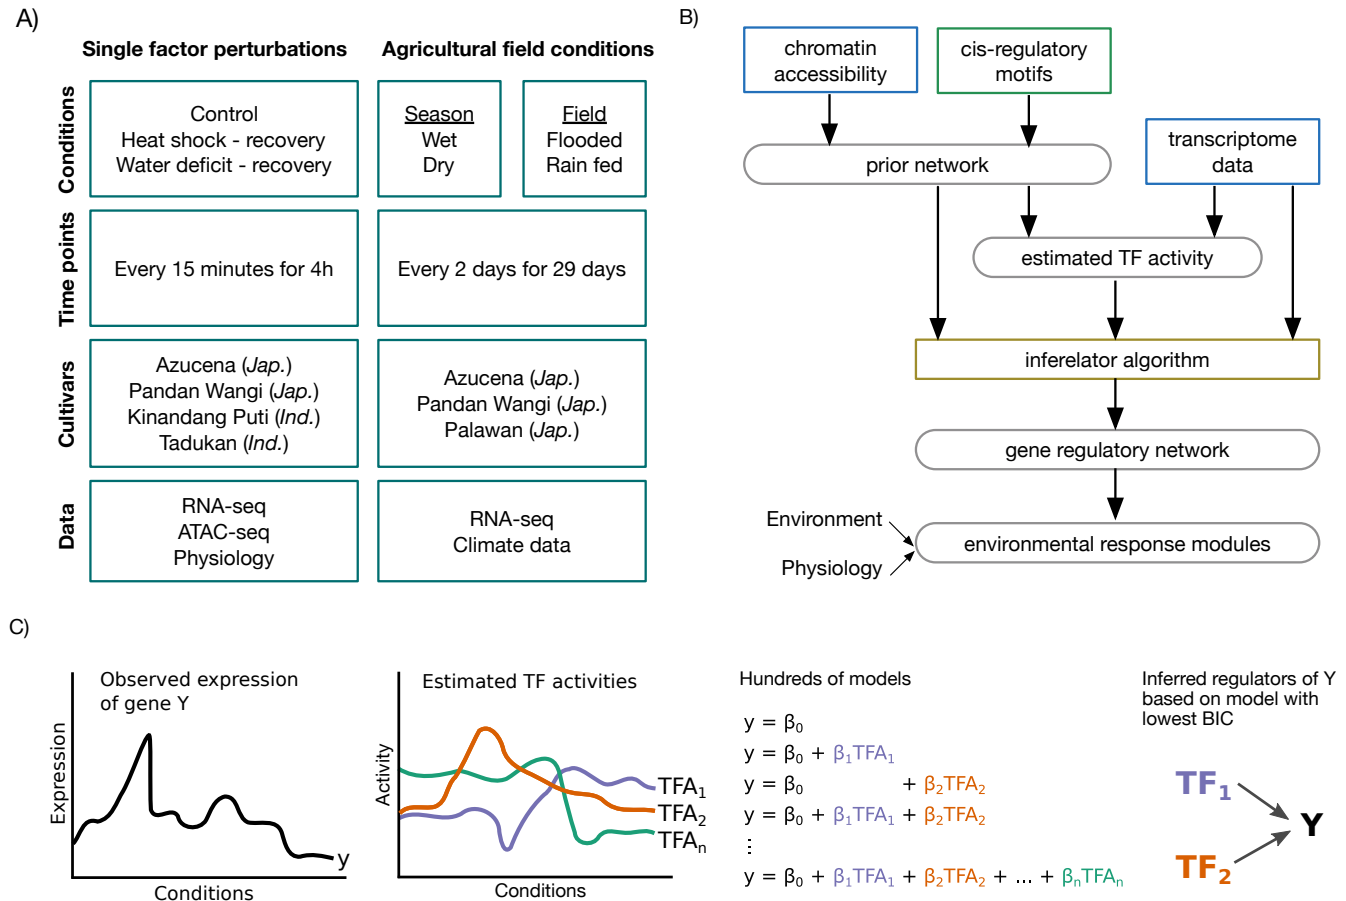 A)
Single factor perturbations
Agricultural field conditions
Conditions
Control
Heat shock - recovery
Water deficit - recovery
Season
Wet
Dry
Field
Flooded
Rain fed
Time points
Every 15 minutes for 4h
Every 2 days for 29 days
Cultivars
Azucena (Jap.)
Pandan Wangi (Jap.)
Kinandang Puti (Ind.)
Tadukan (Ind.)
Azucena (Jap.)
Pandan Wangi (Jap.)
Palawan (Jap.)
Data
RNA-seq
ATAC-seq
Physiology
RNA-seq
Climate data
B)
chromatin
accessibility
cis-regulatory
motifs
transcriptome
data
prior network
estimated TF activity
inferelator algorithm
gene regulatory network
Environment
Physiology
environmental response modules
C)
Observed expression
of gene Y
Expression
y
Conditions
Estimated TF activities
Activity
TFA₁
TFA₂
TFAₙ
Conditions
Hundreds of models
y = β₀
y = β₀ + β₁TFA₁
y = β₀ + β₂TFA₂
y = β₀ + β₁TFA₁ + β₂TFA₂
⋮
y = β₀ + β₁TFA₁ + β₂TFA₂ + ... + βₙTFAₙ
Inferred regulators of Y
based on model with
lowest BIC
TF₁
Y
TF₂